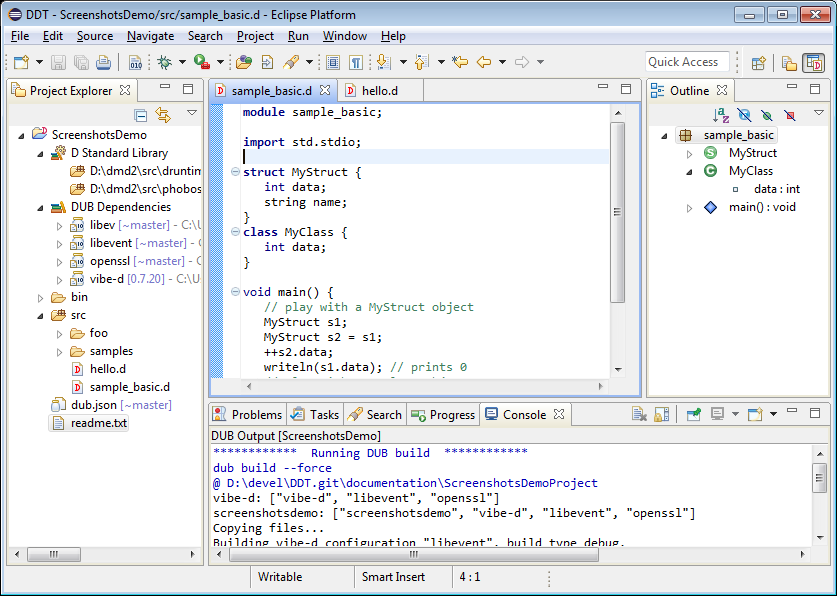 DDT - ScreenshotsDemo/src/sample_basic.d - Eclipse Platform
File Edit Source Navigate Search Project Run Window Help
Quick Access
Project Explorer
ScreenshotsDemo
D Standard Library
D:\dmd2\src\druntim
D:\dmd2\src\phobos
DUB Dependencies
libev [~master] - C:\U
libevent [~master] - C
openssl [~master] - C
vibe-d [0.7.20] - C:\U
bin
src
foo
samples
hello.d
sample_basic.d
dub.json [~master]
readme.txt
sample_basic.d hello.d
module sample_basic;
import std.stdio;
struct MyStruct {
int data;
string name;
}
class MyClass {
int data;
}
void main() {
// play with a MyStruct object
MyStruct s1;
MyStruct s2 = s1;
++s2.data;
writeln(s1.data); // prints 0
Outline
sample_basic
MyStruct
MyClass
data : int
main() : void
Problems Tasks Search Progress Console
DUB Output [ScreenshotsDemo]
************ Running DUB build ************
dub build --force
@ D:\devel\DDT.git\documentation\ScreenshotsDemoProject
vibe-d: ["vibe-d", "libevent", "openssl"]
screenshotsdemo: ["screenshotsdemo", "vibe-d", "libevent", "openssl"]
Copying files...
Building vibe-d configuration "libevent", build type debug.
Writable Smart Insert 4 : 1